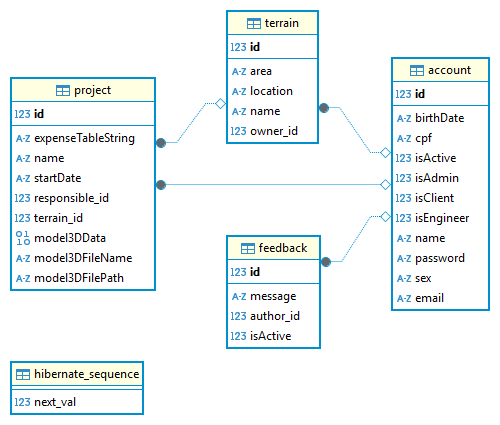 terrain
123 id
A-Z area
A-Z location
A-Z name
123 owner_id
project
123 id
A-Z expenseTableString
A-Z name
A-Z startDate
123 responsible_id
123 terrain_id
01 10 model3DData
A-Z model3DFileName
A-Z model3DFilePath
account
123 id
A-Z birthDate
A-Z cpf
123 isActive
123 isAdmin
123 isClient
123 isEngineer
A-Z name
A-Z password
A-Z sex
A-Z email
feedback
123 id
A-Z message
123 author_id
123 isActive
hibernate_sequence
123 next_val